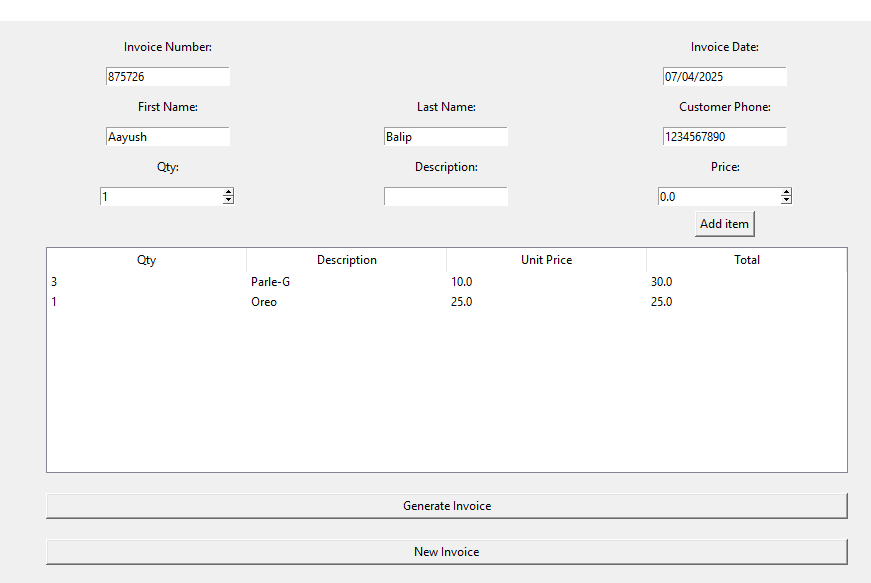 Invoice Number: Invoice Date:
875726 07/04/2025
First Name: Last Name: Customer Phone:
Aayush Balip 1234567890
Qty: Description: Price:
1 0.0
Add item
Qty Description Unit Price Total
3 Parle-G 10.0 30.0
1 Oreo 25.0 25.0
Generate Invoice
New Invoice